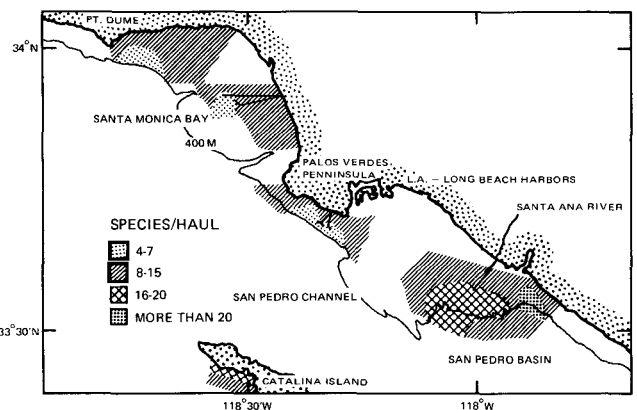 PT. DUME
34°N
SANTA MONICA BAY
400 M
PALOS VERDES
PENNINSULA
L.A. – LONG BEACH HARBORS
SANTA ANA RIVER
SPECIES/HAUL
4-7
8-15
16-20
MORE THAN 20
SAN PEDRO CHANNEL
33°30'N
SAN PEDRO BASIN
CATALINA ISLAND
118°30'W
118°W